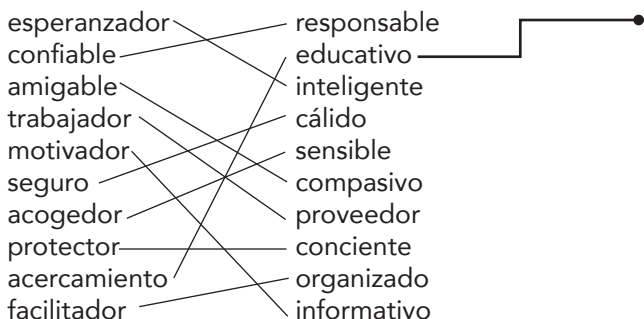 esperanzador responsable
confiable educativo
amigable inteligente
trabajador cálido
motivador sensible
seguro compasivo
acogedor proveedor
protector conciente
acercamiento organizado
facilitador informativo